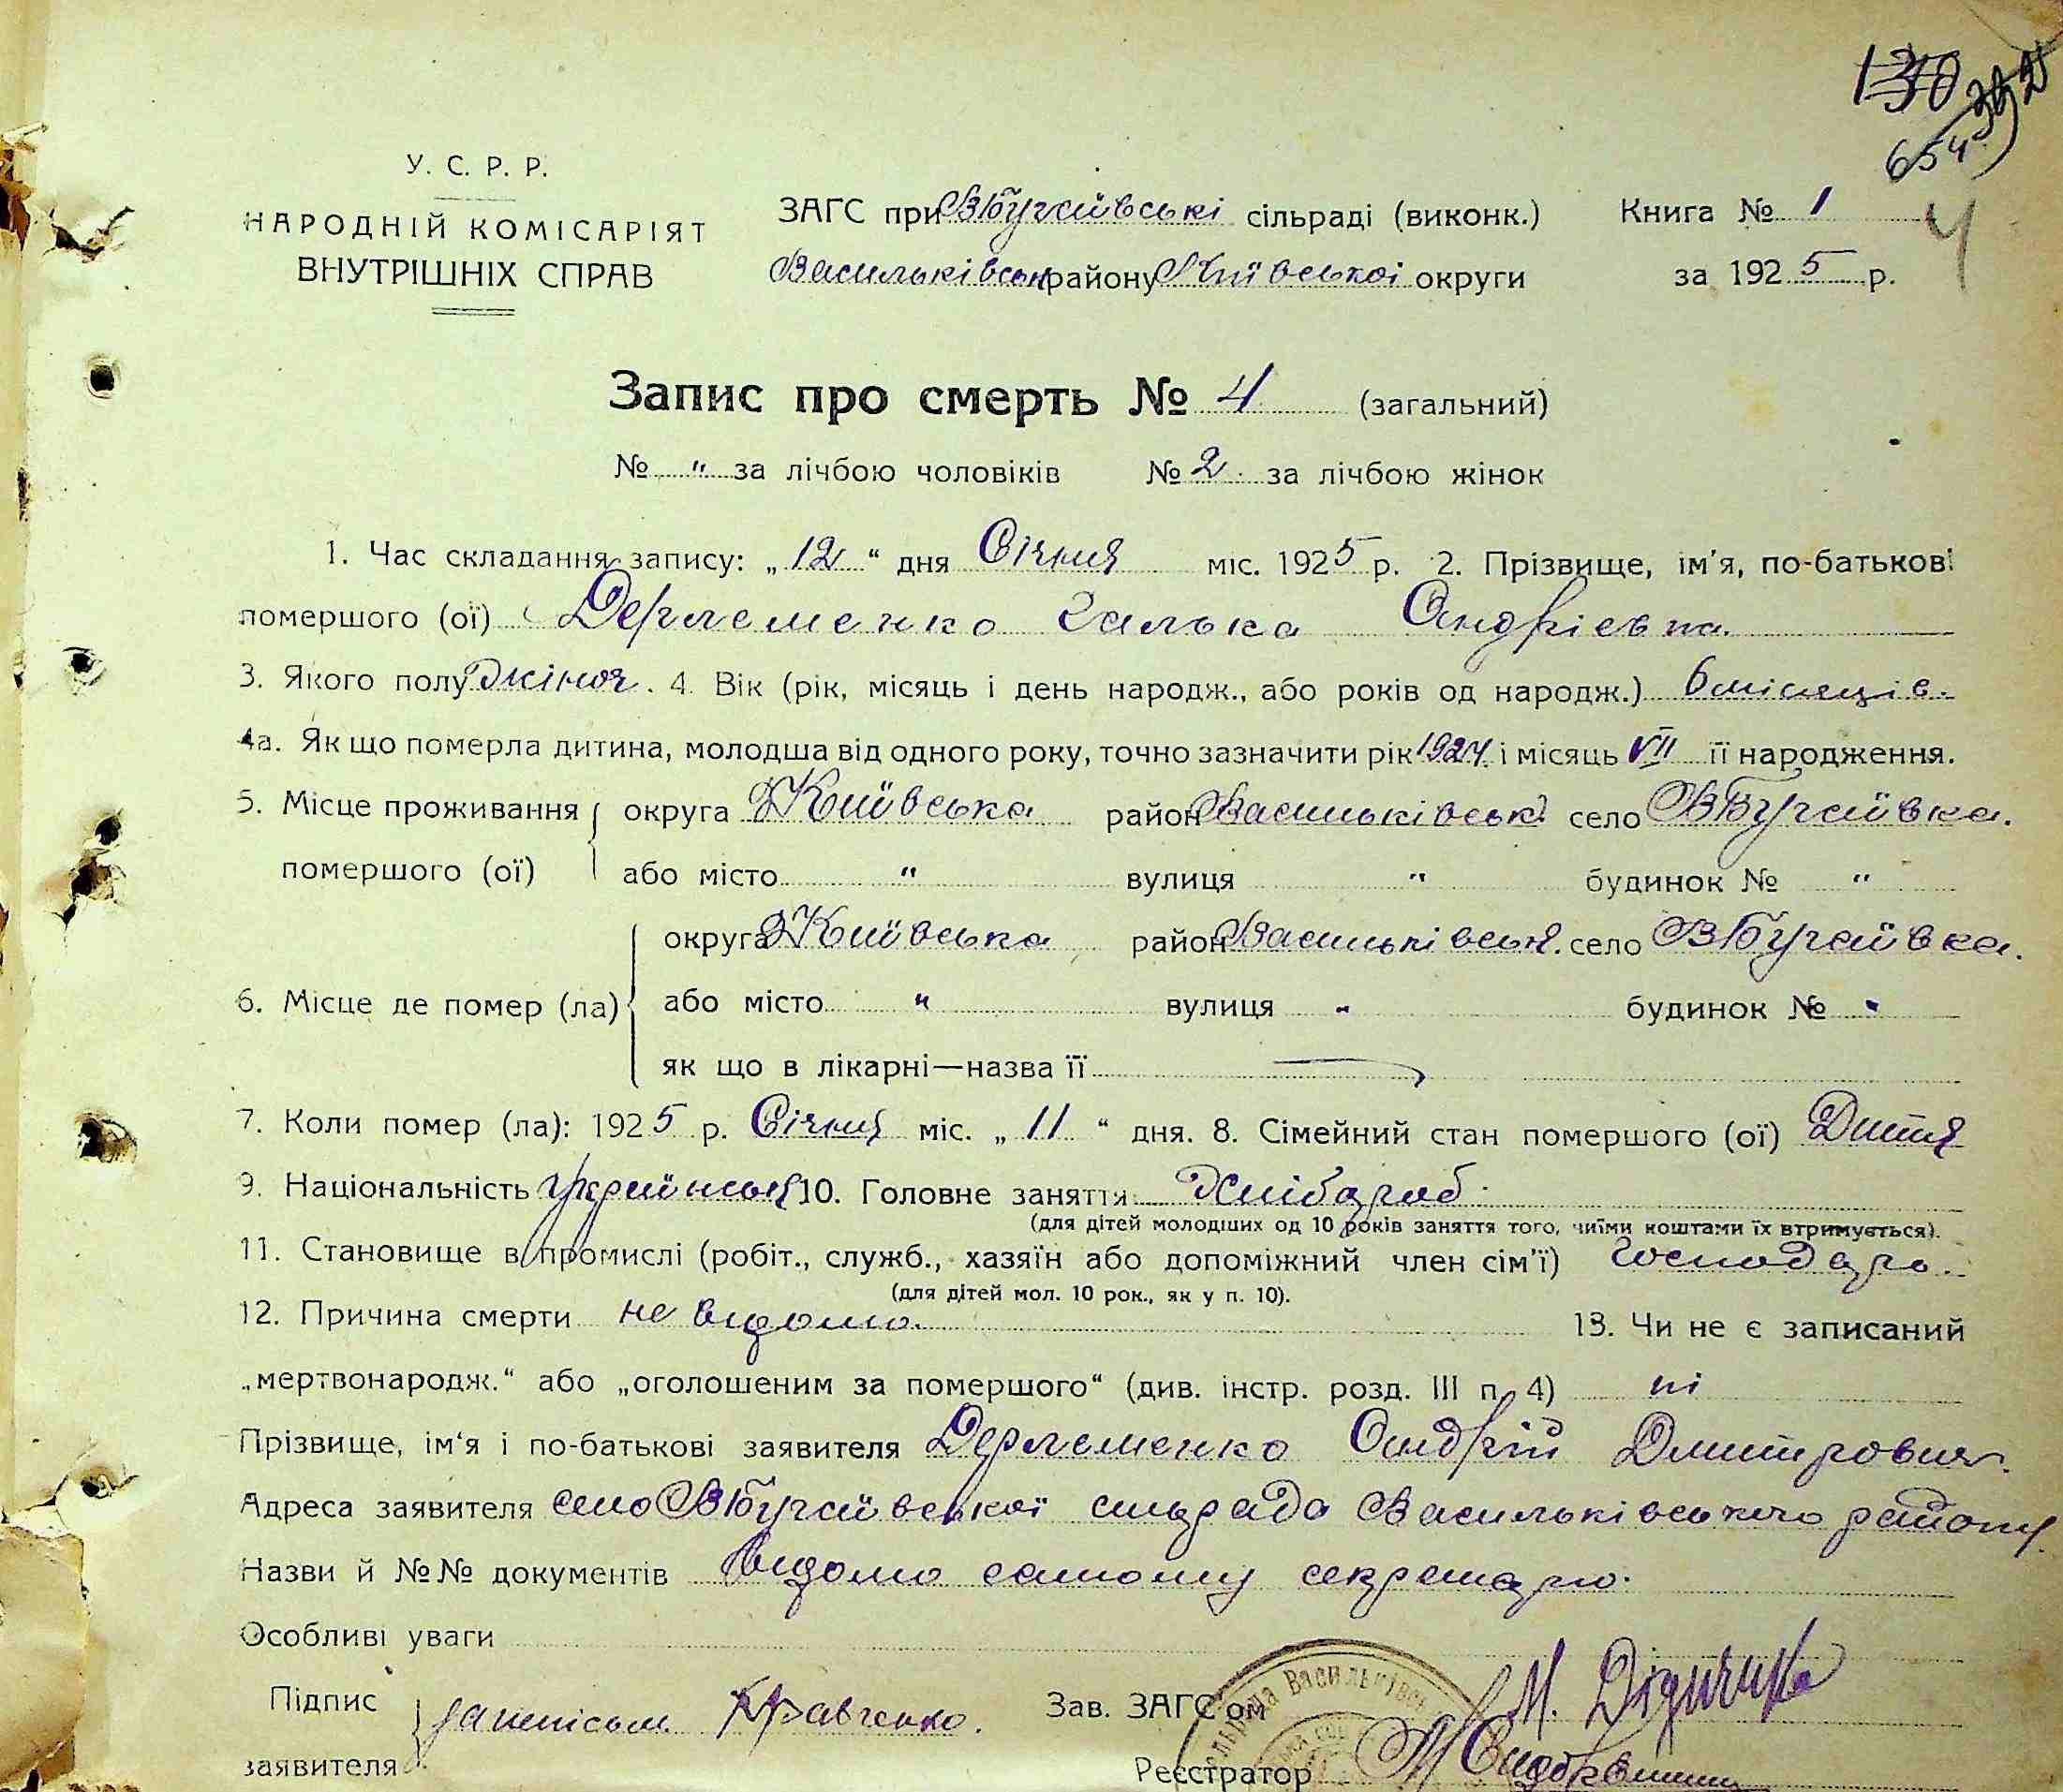 130 392
654
У. С. Р. Р.
НАРОДНІЙ КОМІСАРІЯТ
ВНУТРІШНІХ СПРАВ
ЗАГС при ВБугаївські сільраді (виконк.)
Васильківськ району Київської округи
Книга № 1
4
за 1925 р.
Запис про смерть № 4 (загальний)
№ " за лічбою чоловіків № 2 за лічбою жінок
1. Час складання запису: „12“ дня Січня міс. 1925 р. 2. Прізвище, ім'я, по-батькові
помершого (ої) Дерлеменко Галька Андрієвна.
3. Якого полу жіноч. 4. Вік (рік, місяць і день народж., або років од народж.) 6 місяців.
4а. Як що померла дитина, молодша від одного року, точно зазначити рік 1924 і місяць VII її народження.
5. Місце проживання округа Київська район Васильківськ село ВБугаївка.
помершого (ої) або місто " вулиця " будинок № "
округа Київська район Васильківськ. село ВБугаївка.
6. Місце де помер (ла) або місто " вулиця " будинок № "
як що в лікарні—назва її
7. Коли помер (ла): 1925 р. Січня міс. „11“ дня. 8. Сімейний стан помершого (ої) Дитя
9. Національність 10. Головне заняття Хлібороб.
(для дітей молодших од 10 років заняття того, чиїми коштами їх втримується).
11. Становище в промислі (робіт., служб., хазяїн або допоміжний член сім'ї) Господарь.
(для дітей мол. 10 рок., як у п. 10).
12. Причина смерти не відомо. 13. Чи не є записаний
„мертвонародж.“ або „оголошеним за помершого“ (див. інстр. розд. III п. 4) ні
Прізвище, ім'я і по-батькові заявителя Дерлеменко Андрій Дмитрович.
Адреса заявителя село ВБугаївської сільрада Васильківського району.
Назви й №№ документів Відомо самому секретарю.
Особливі уваги
Підпис Кравченко. Зав. ЗАГС'ом
заявителя Реєстратор